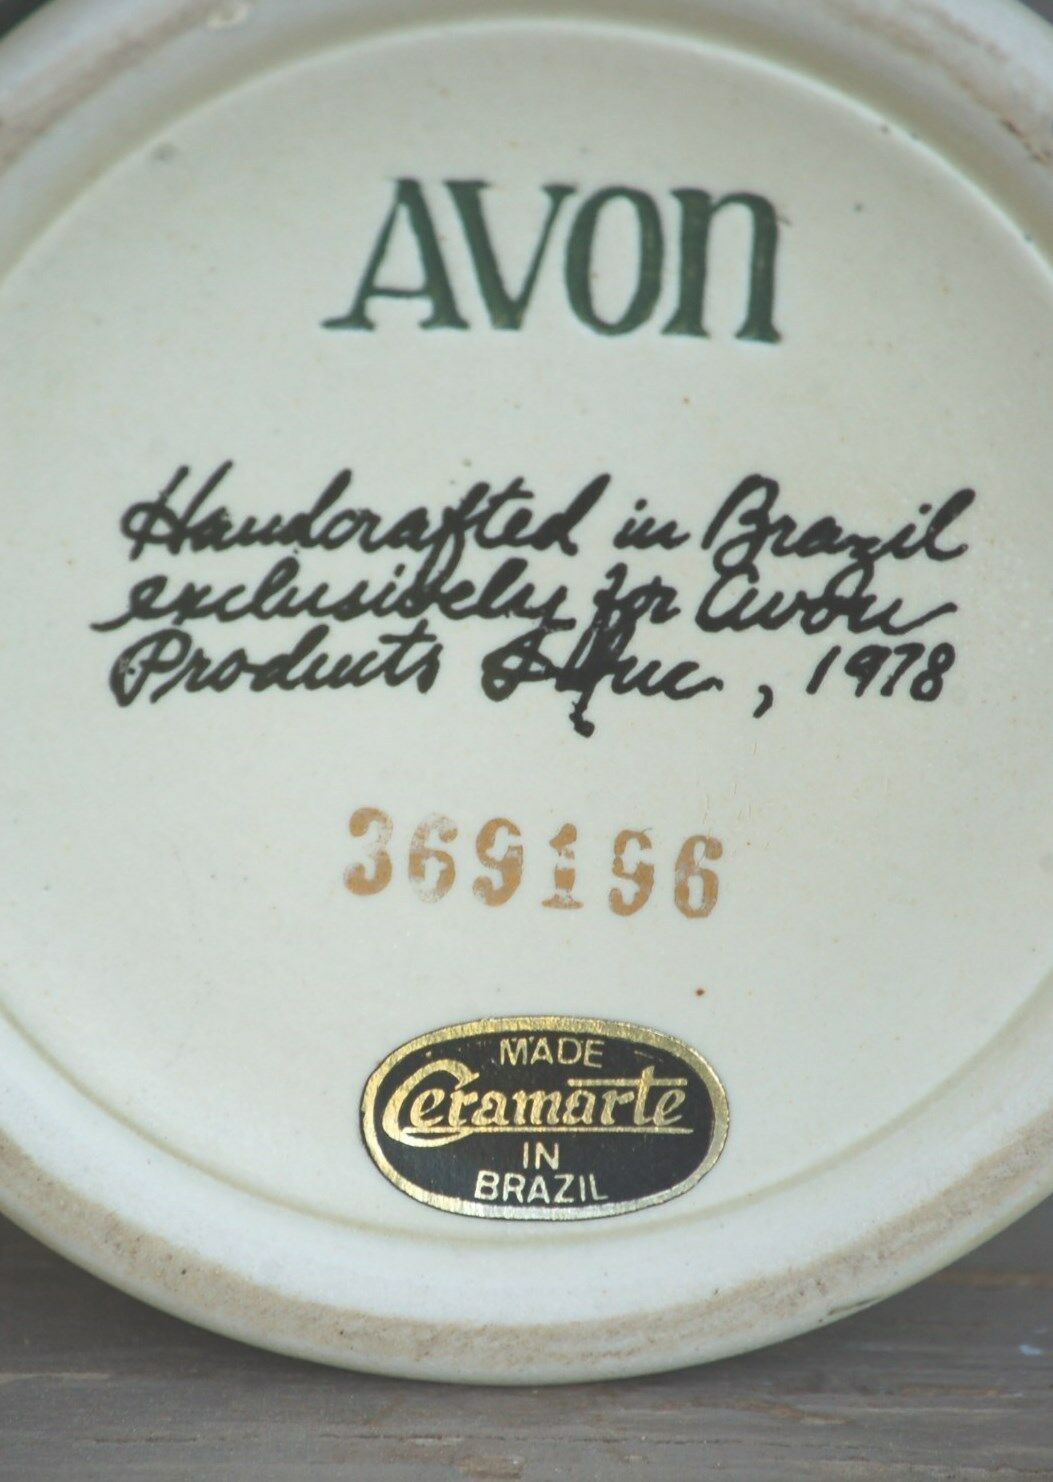 AVON
Handcrafted in Brazil
exclusively for Avon
Products Inc., 1978
369196
MADE
Ceramarte
IN
BRAZIL